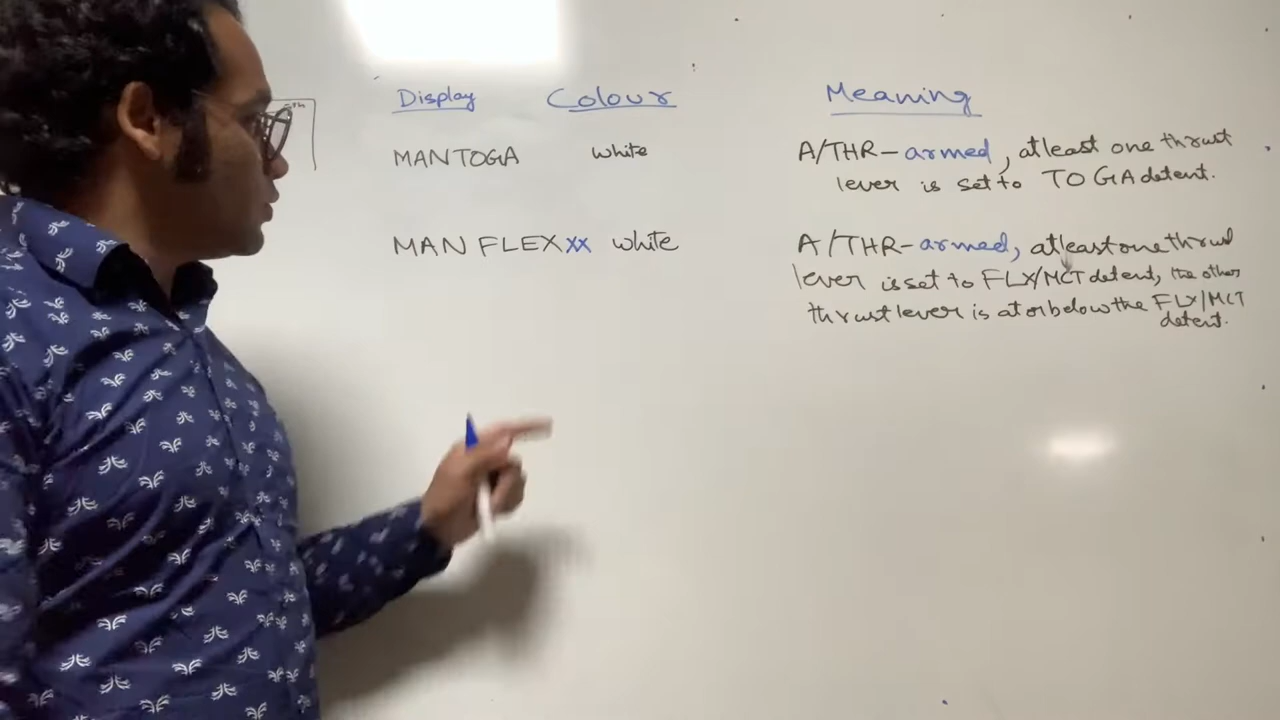 Display Colour Meaning
MANTOGA white A/THR- armed, atleast one thrust
lever is set to TOGA detent.
MAN FLEX XX white A/THR- armed, atleast one thrust
lever is set to FLX/MCT detent, the other
thrust lever is at or below the FLX/MCT
detent.